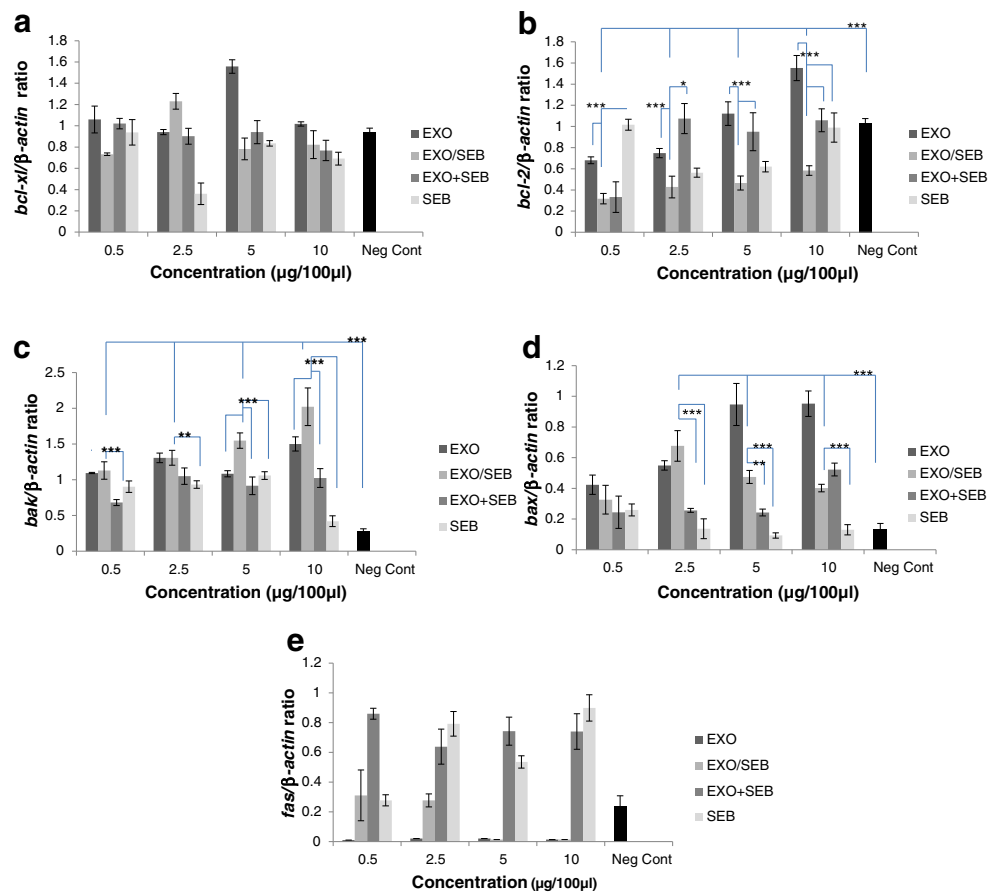 a
1.8
1.6
1.4
1.2
1
0.8
0.6
0.4
0.2
0
bcl-xl/β-actin ratio
0.5 2.5 5 10 Neg Cont
Concentration (µg/100µl)
EXO
EXO/SEB
EXO+SEB
SEB
b
1.8
1.6
1.4
1.2
1
0.8
0.6
0.4
0.2
0
bcl-2/β-actin ratio
***
***
***
*
***
***
0.5 2.5 5 10 Neg Cont
Concentration (µg/100µl)
EXO
EXO/SEB
EXO+SEB
SEB
c
2.5
2
1.5
1
0.5
0
bak/β-actin ratio
***
***
**
***
***
0.5 2.5 5 10 Neg Cont
Concentration (µg/100µl)
EXO
EXO/SEB
EXO+SEB
SEB
d
1.2
1
0.8
0.6
0.4
0.2
0
bax/β-actin ratio
***
***
***
**
***
0.5 2.5 5 10 Neg Cont
Concentration (µg/100µl)
EXO
EXO/SEB
EXO+SEB
SEB
e
1.2
1
0.8
0.6
0.4
0.2
0
fas/β-actin ratio
0.5 2.5 5 10 Neg Cont
Concentration (µg/100µl)
EXO
EXO/SEB
EXO+SEB
SEB